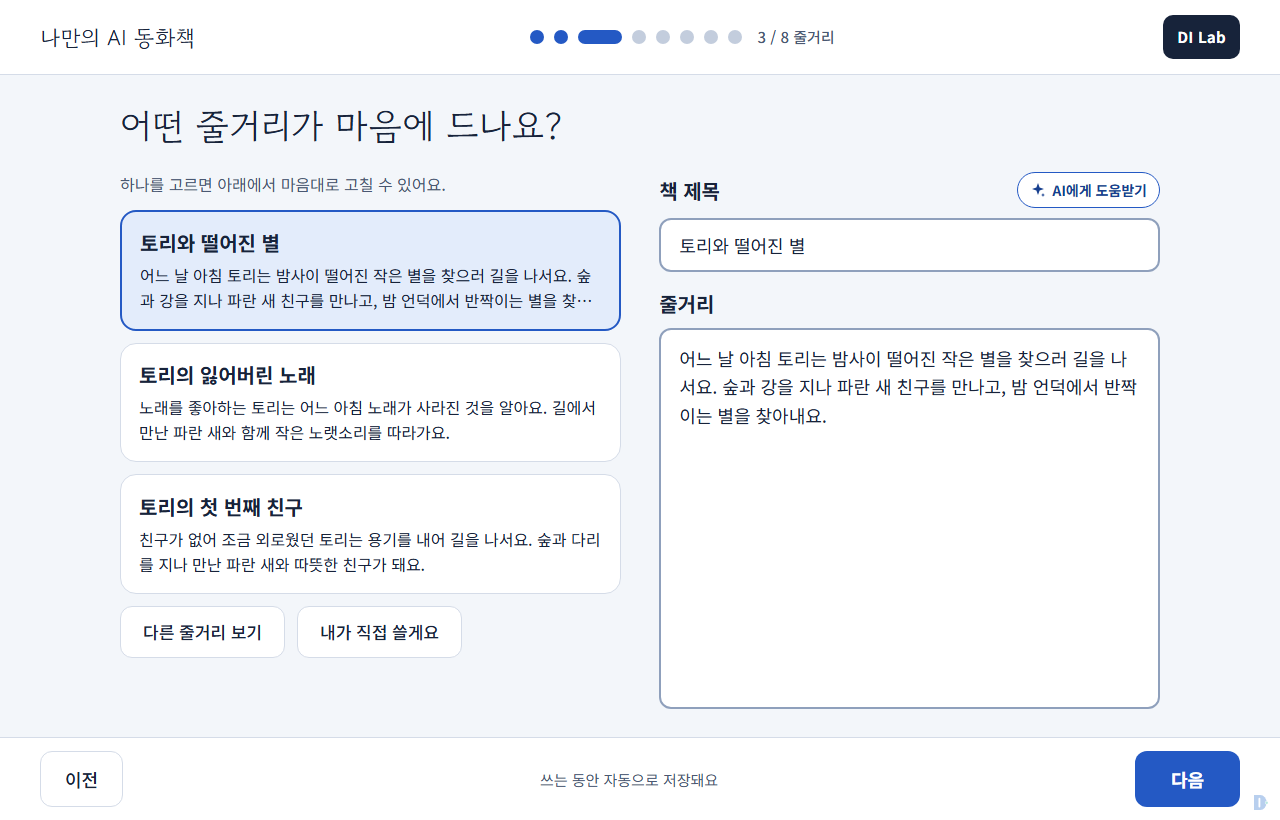 나만의 AI 동화책
3 / 8 줄거리
DI Lab
어떤 줄거리가 마음에 드나요?
하나를 고르면 아래에서 마음대로 고칠 수 있어요.
토리와 떨어진 별
어느 날 아침 토리는 밤사이 떨어진 작은 별을 찾으러 길을 나서요. 숲
과 강을 지나 파란 새 친구를 만나고, 밤 언덕에서 반짝이는 별을 찾…
토리의 잃어버린 노래
노래를 좋아하는 토리는 어느 아침 노래가 사라진 것을 알아요. 길에서
만난 파란 새와 함께 작은 노랫소리를 따라가요.
토리의 첫 번째 친구
친구가 없어 조금 외로웠던 토리는 용기를 내어 길을 나서요. 숲과 다리
를 지나 만난 파란 새와 따뜻한 친구가 돼요.
다른 줄거리 보기
내가 직접 쓸게요
책 제목
AI에게 도움받기
토리와 떨어진 별
줄거리
어느 날 아침 토리는 밤사이 떨어진 작은 별을 찾으러 길을 나
서요. 숲과 강을 지나 파란 새 친구를 만나고, 밤 언덕에서 반짝
이는 별을 찾아내요.
이전
쓰는 동안 자동으로 저장돼요
다음